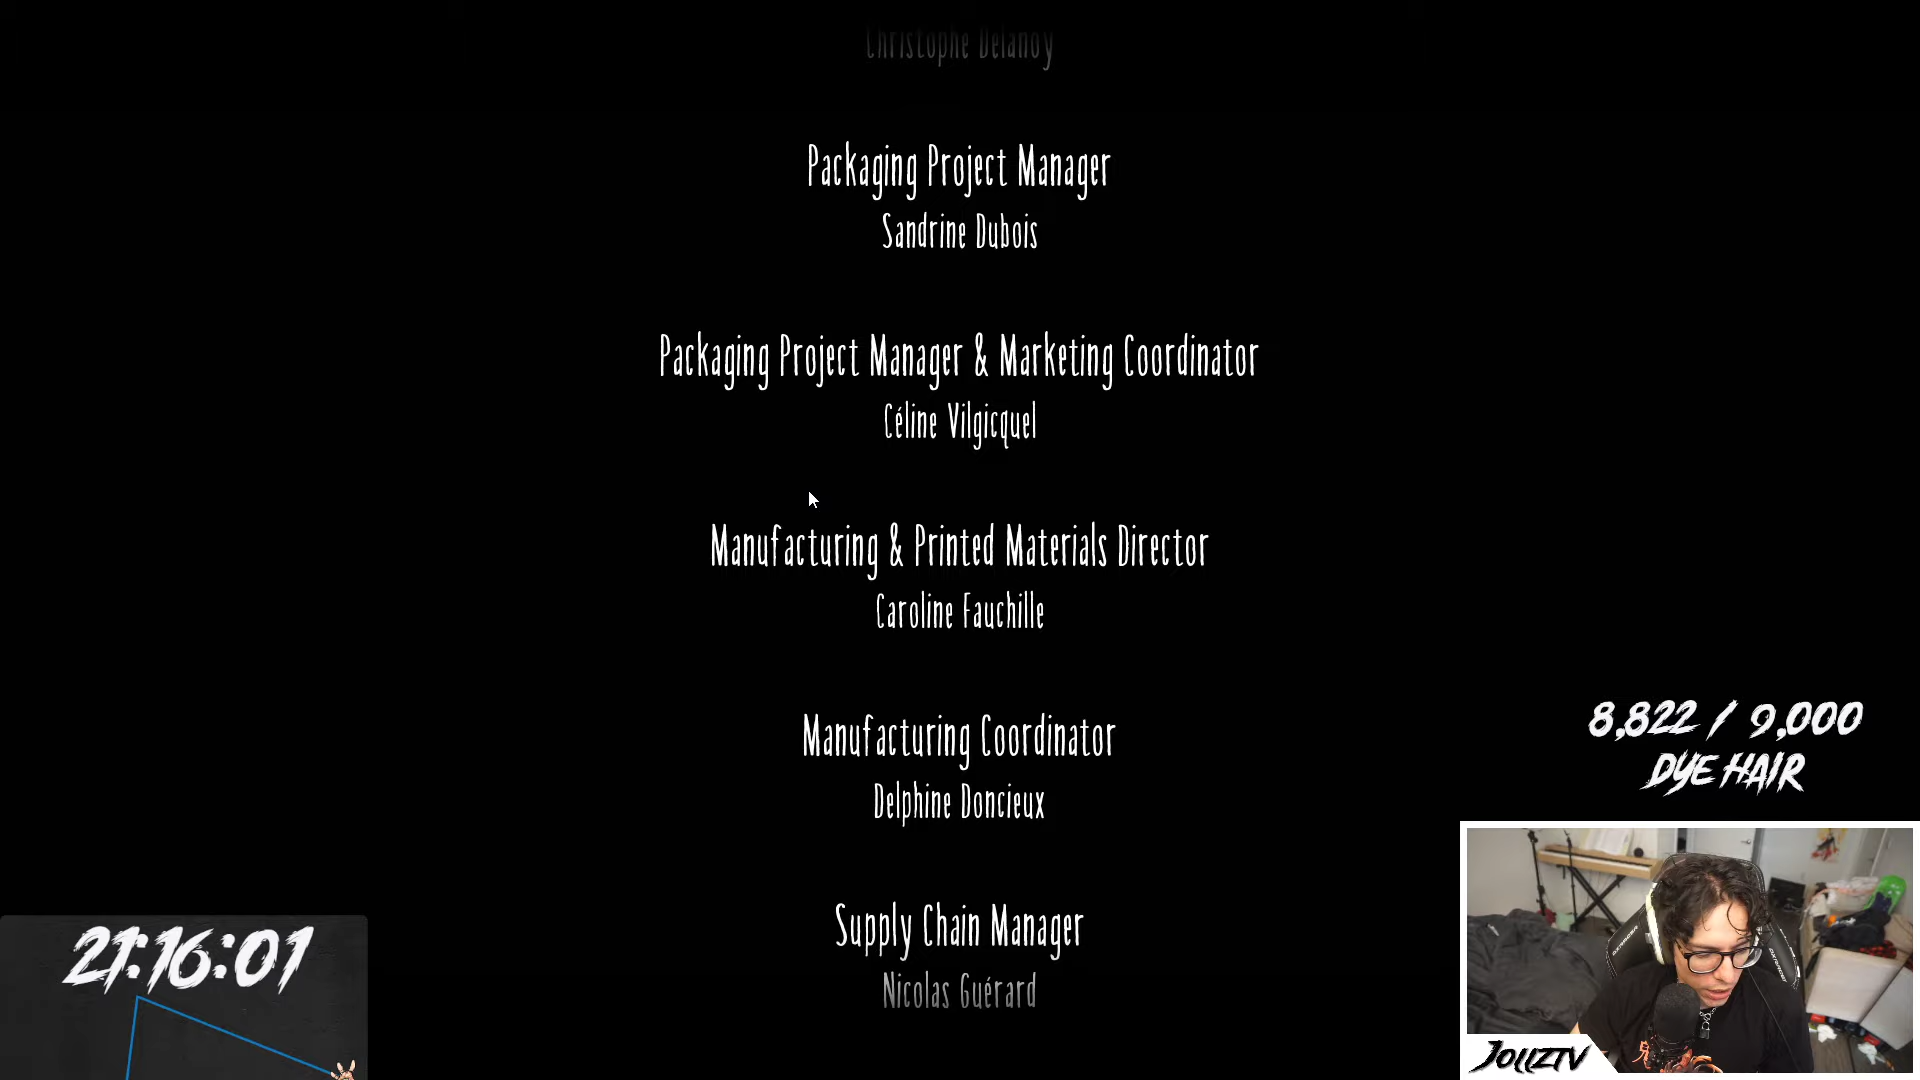 Christophe Delanoy
Packaging Project Manager
Sandrine Dubois
Packaging Project Manager & Marketing Coordinator
Céline Vilgicquel
Manufacturing & Printed Materials Director
Caroline Fauchille
Manufacturing Coordinator
Delphine Doncieux
Supply Chain Manager
Nicolas Guérard
8,822 / 9,000
DYE HAIR
21:16:01
JOLIZTV